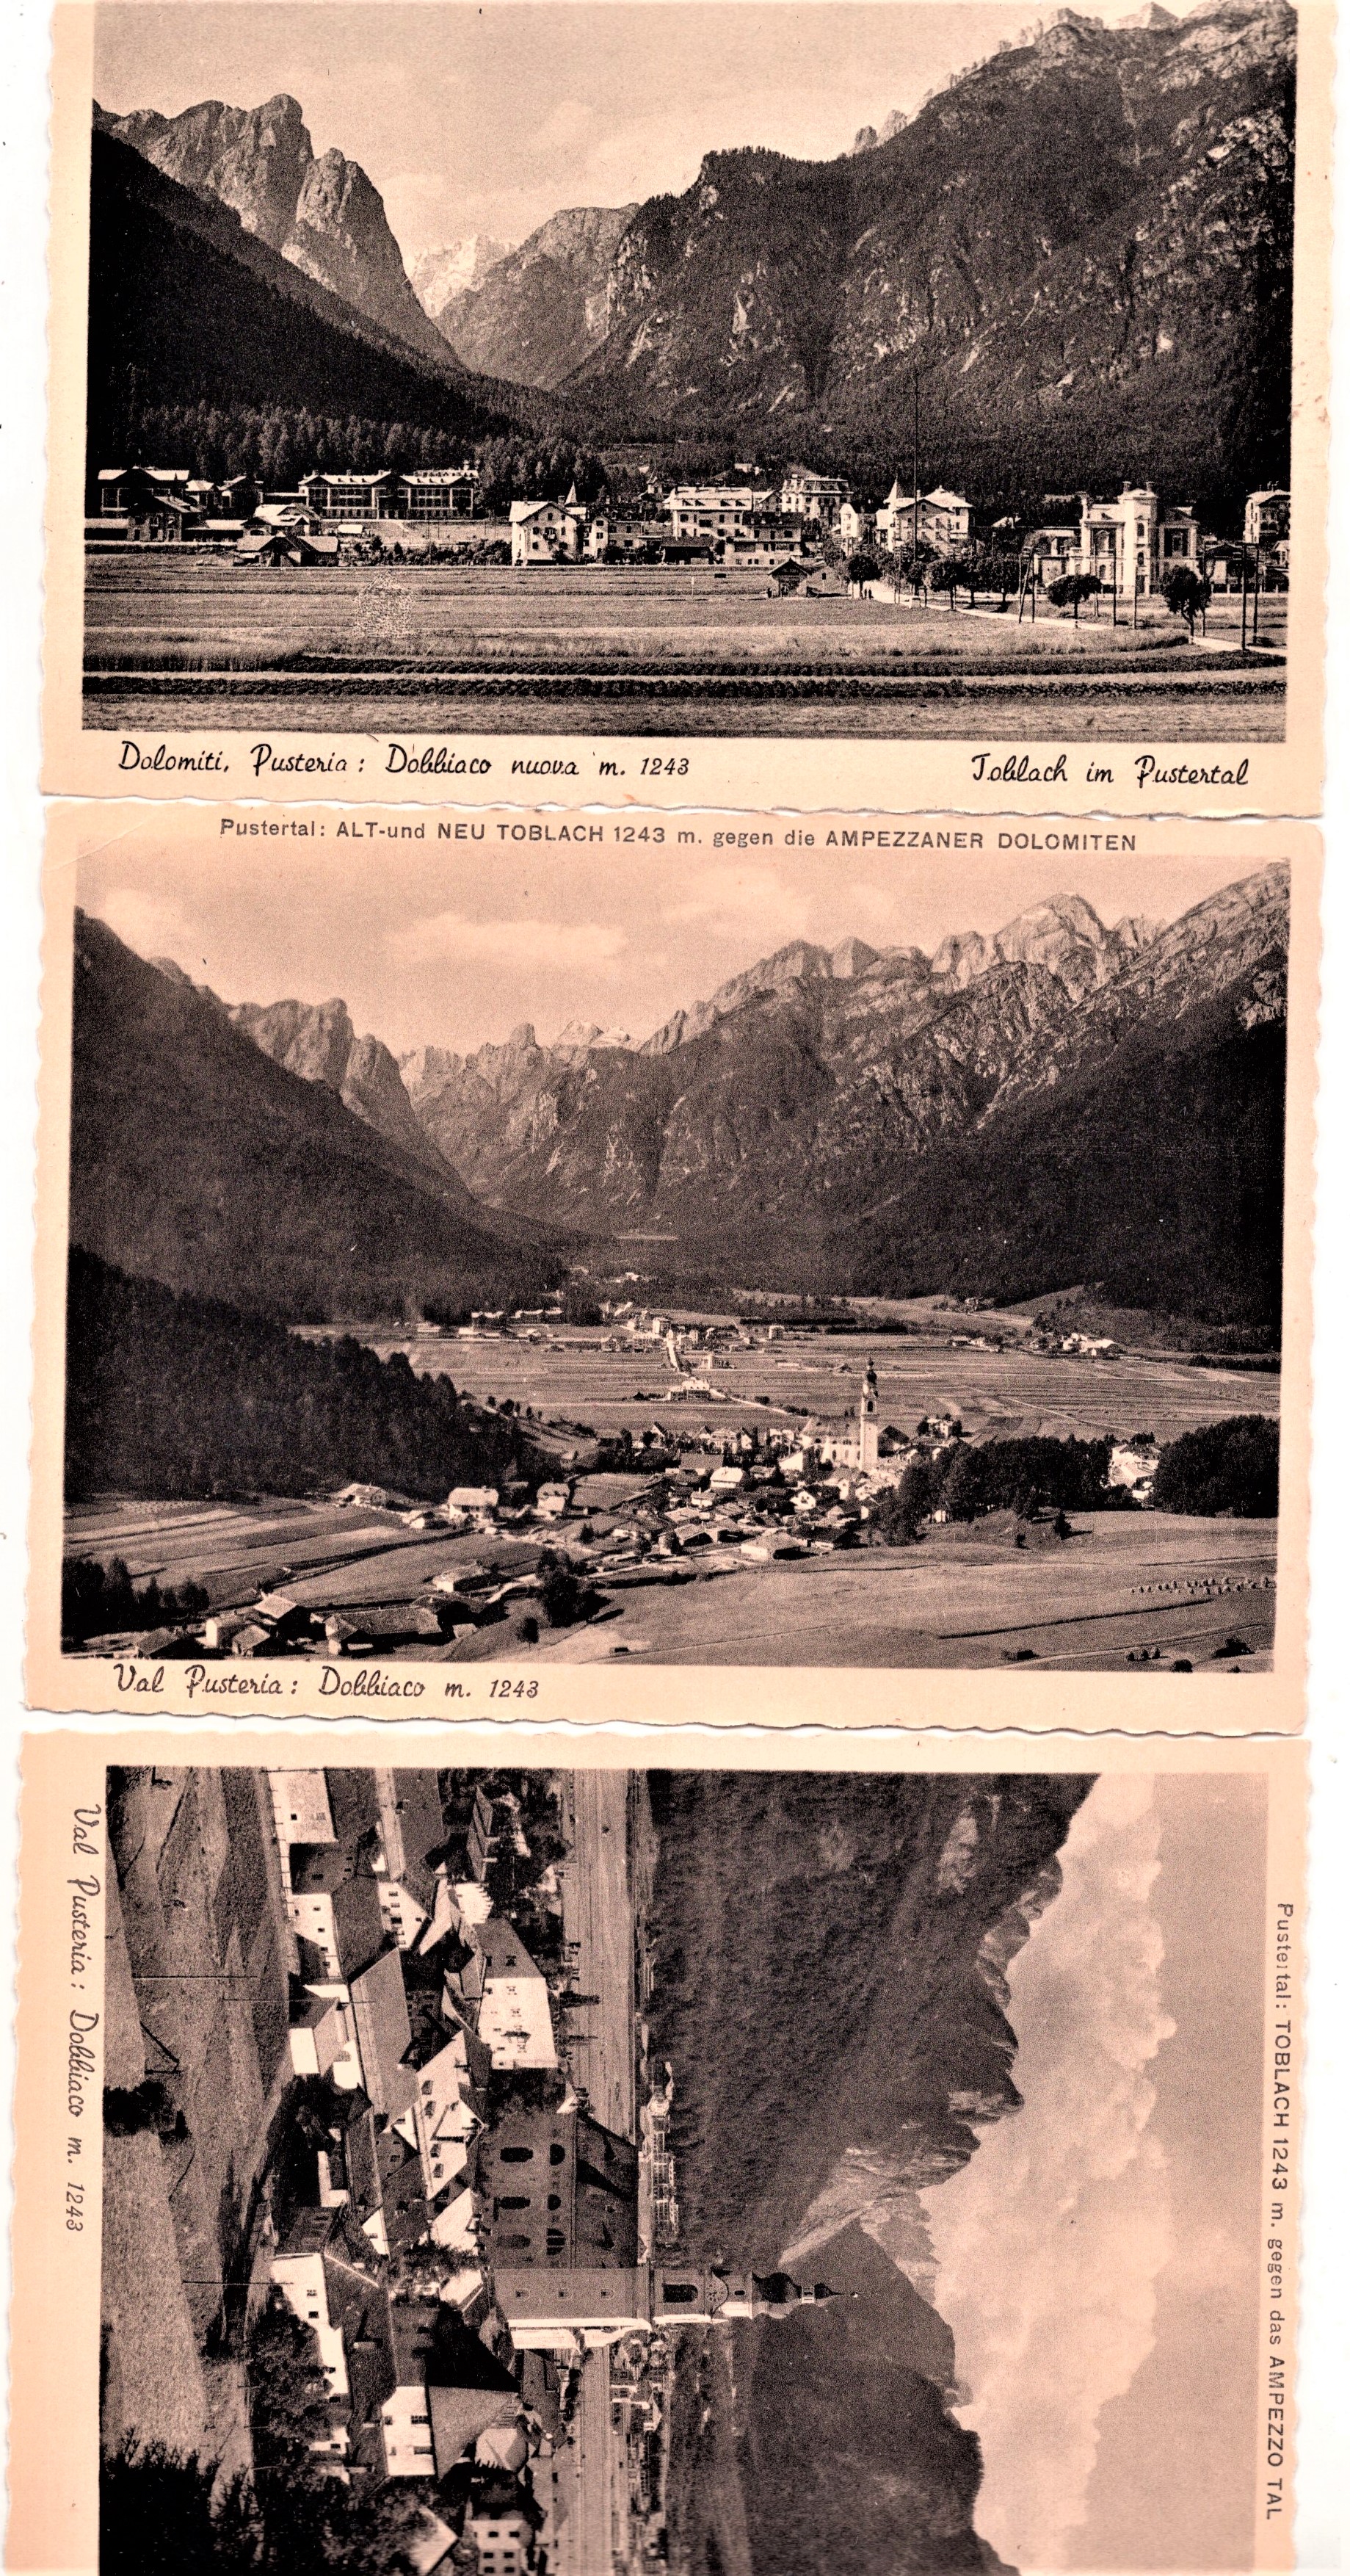 Dolomiti, Pusteria: Dobbiaco nuova m. 1243
Toblach im Pustertal
Pustertal: ALT-und NEU TOBLACH 1243 m. gegen die AMPEZZANER DOLOMITEN
Val Pusteria: Dobbiaco m. 1243
Pustertal: TOBLACH 1243 m. gegen das AMPEZZO TAL
Val Pusteria: Dobbiaco m. 1243